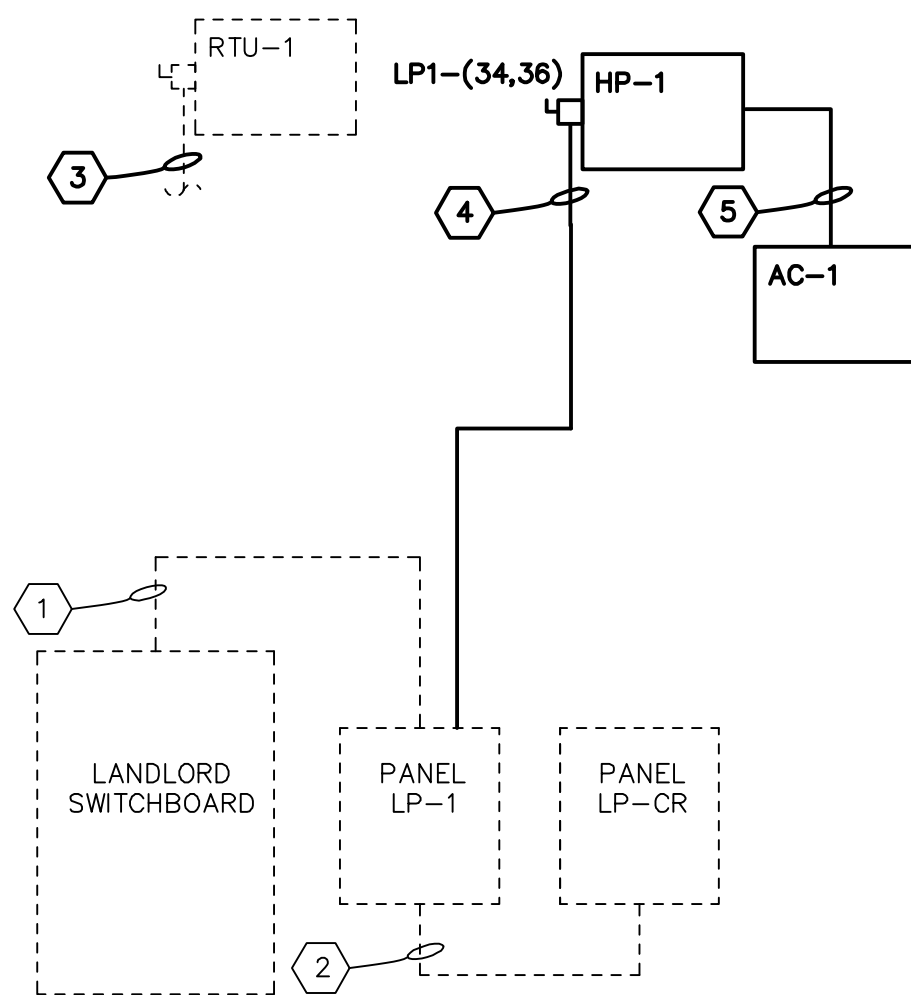 RTU-1
LP1-(34,36)
HP-1
3
4
5
AC-1
1
LANDLORD
SWITCHBOARD
PANEL
LP-1
PANEL
LP-CR
2